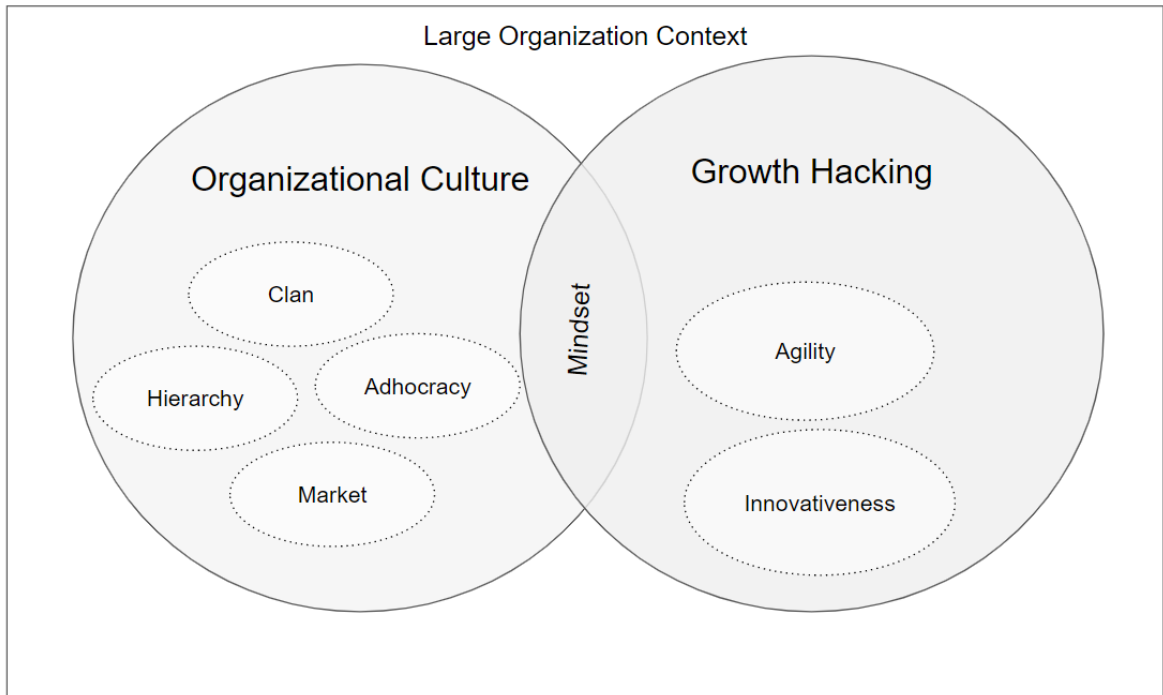 Large Organization Context
Organizational Culture
Growth Hacking
Clan
Hierarchy
Adhocracy
Market
Mindset
Agility
Innovativeness